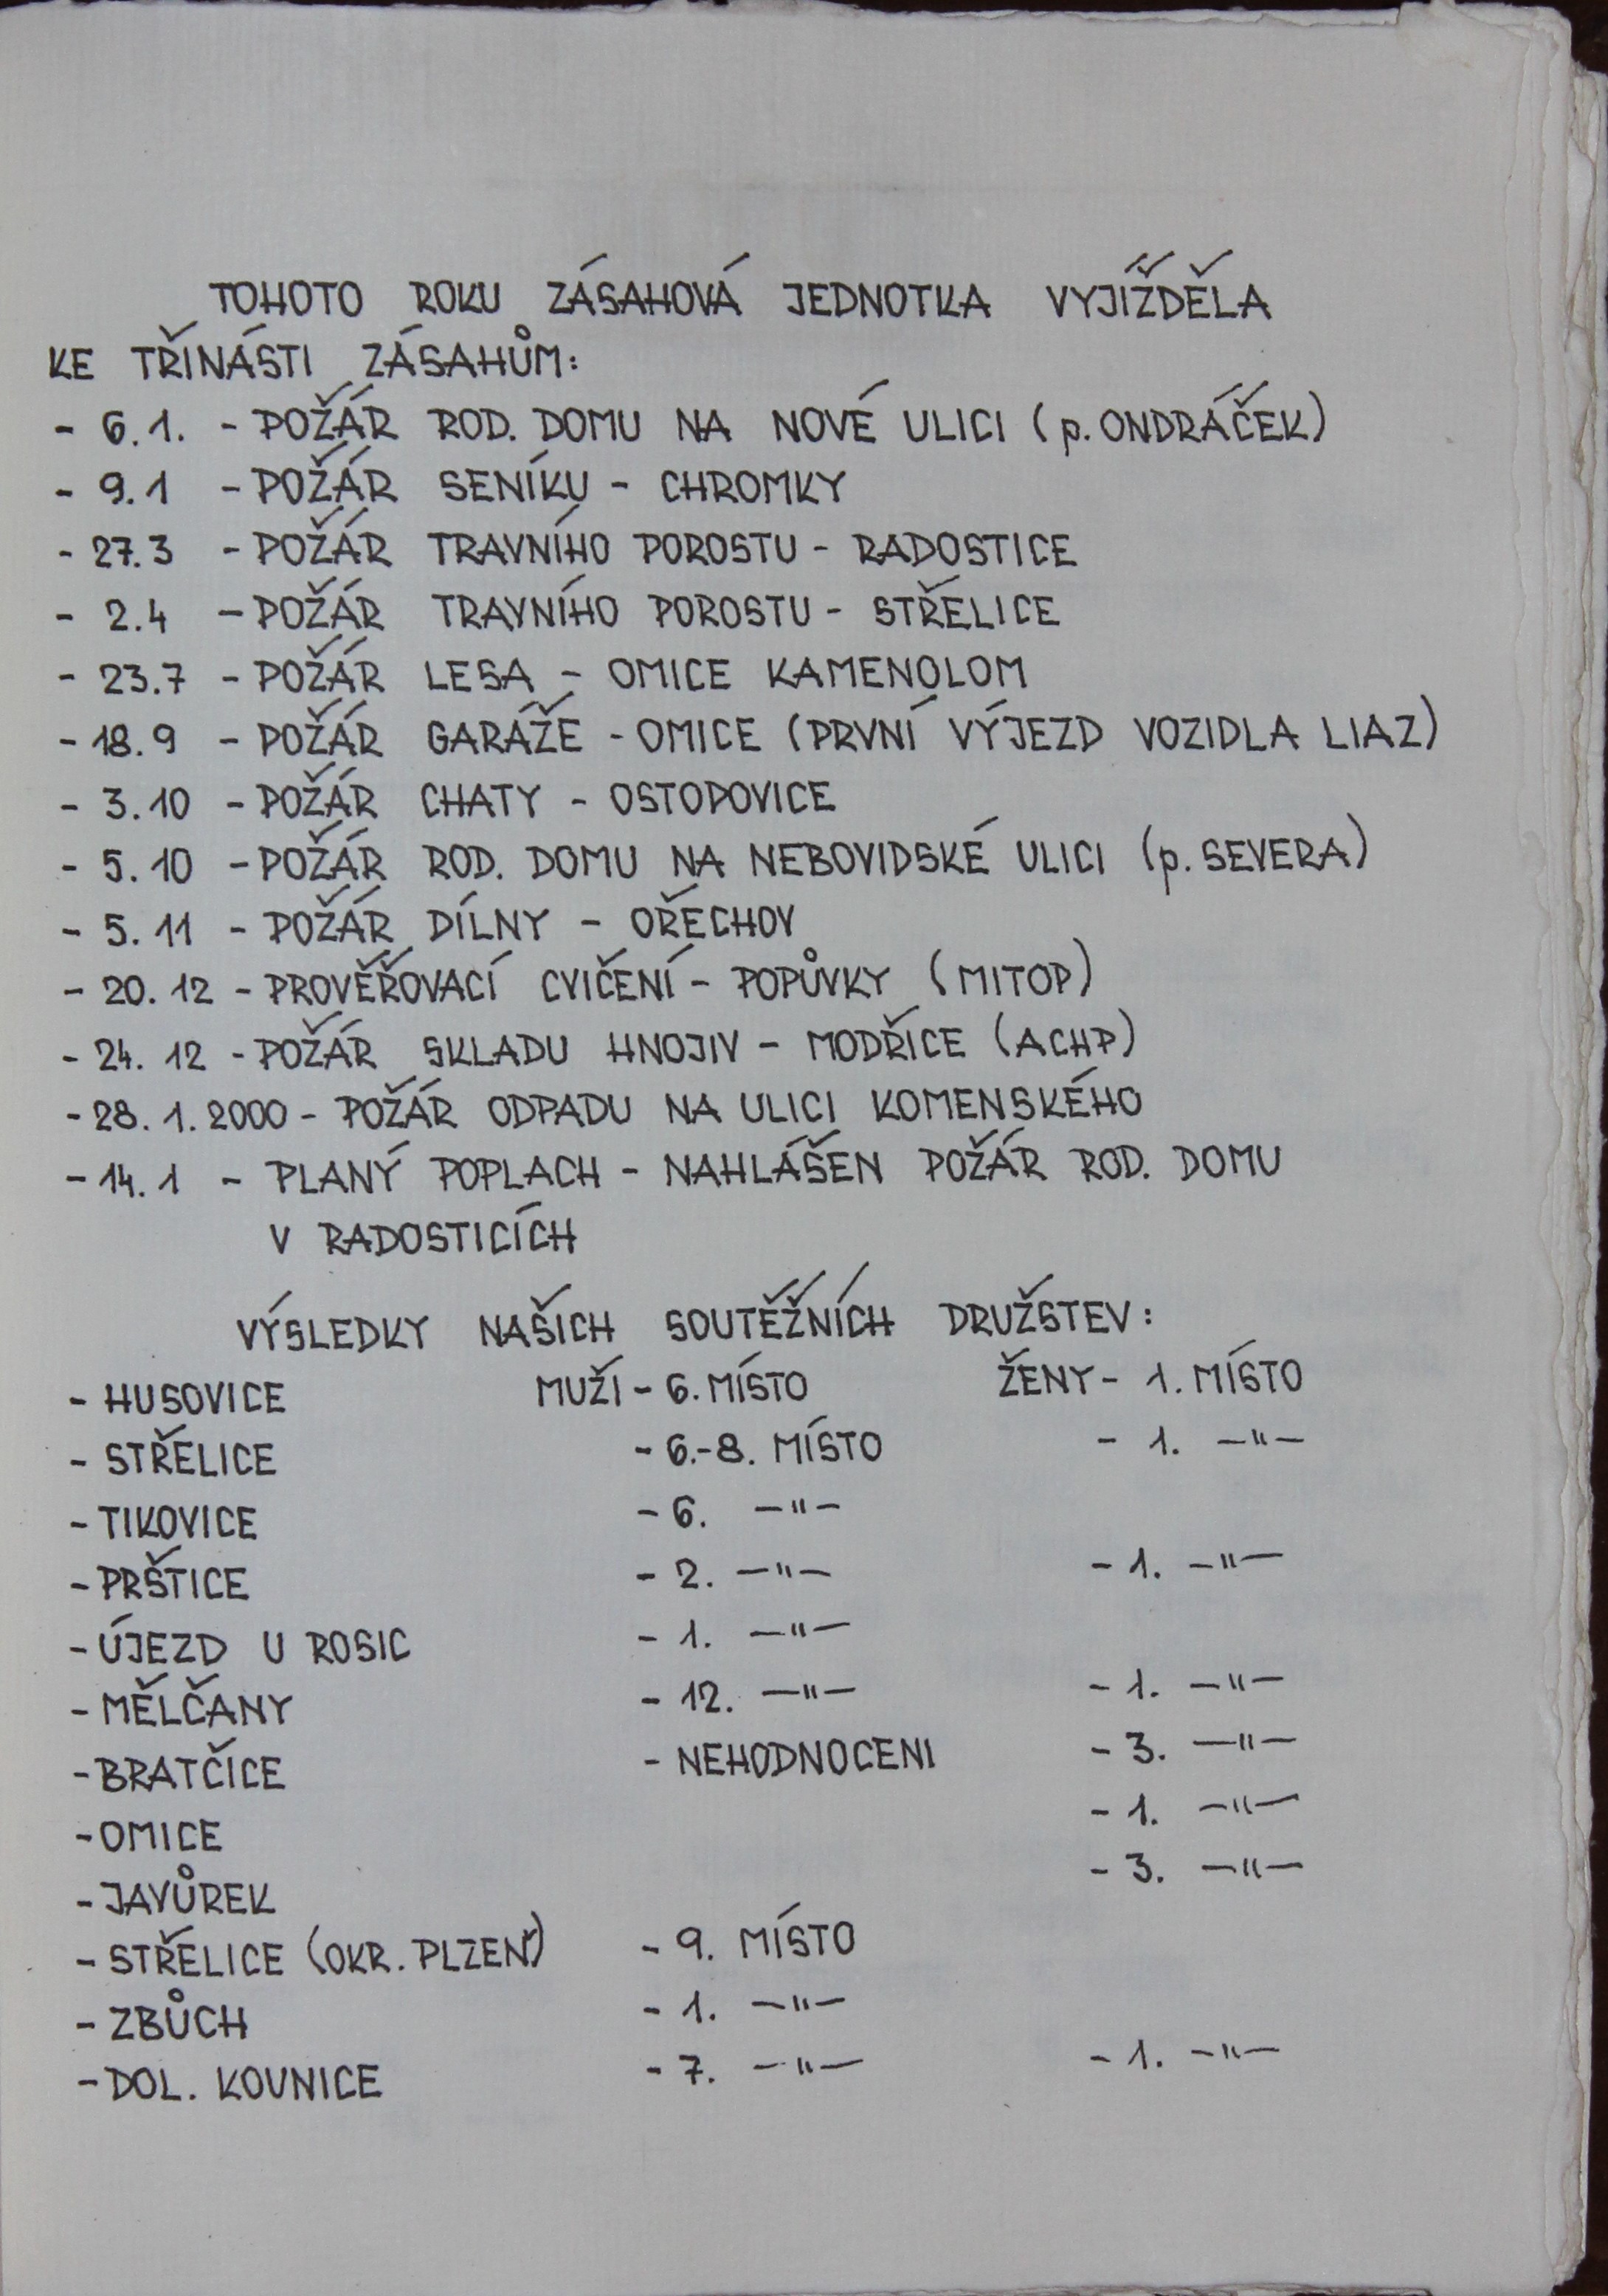 TOHOTO ROKU ZÁSAHOVÁ JEDNOTKA VYJÍŽDĚLA
KE TŘINÁSTI ZÁSAHŮM:
- 6.1. - POŽÁR ROD. DOMU NA NOVÉ ULICI (p. ONDRÁČEK)
- 9.1 - POŽÁR SENÍKU - CHROMKY
- 27.3 - POŽÁR TRAVNÍHO POROSTU - RADOSTICE
- 2.4 - POŽÁR TRAVNÍHO POROSTU - STŘELICE
- 23.7 - POŽÁR LESA - OMICE KAMENOLOM
- 18.9 - POŽÁR GARÁŽE - OMICE (PRVNÍ VÝJEZD VOZIDLA LIAZ)
- 3.10 - POŽÁR CHATY - OSTOPOVICE
- 5.10 - POŽÁR ROD. DOMU NA NEBOVIDSKÉ ULICI (p. SEVERA)
- 5.11 - POŽÁR DÍLNY - OŘECHOV
- 20.12 - PROVĚŘOVACÍ CVIČENÍ - POPŮVKY (MITOP)
- 24.12 - POŽÁR SKLADU HNOJIV - MODŘICE (ACHP)
- 28.1.2000 - POŽÁR ODPADU NA ULICI KOMENSKÉHO
- 14.1 - PLANÝ POPLACH - NAHLÁŠEN POŽÁR ROD. DOMU
V RADOSTICÍCH
VÝSLEDKY NAŠICH SOUTĚŽNÍCH DRUŽSTEV:
- HUSOVICE MUŽI - 6. MÍSTO ŽENY - 1. MÍSTO
- STŘELICE - 6.-8. MÍSTO - 1. —"—
- TIKOVICE - 6. —"—
- PRŠTICE - 2. —"— - 1. —"—
- ÚJEZD U ROSIC - 1. —"—
- MĚLČANY - 12. —"— - 1. —"—
- BRATČICE - NEHODNOCENI - 3. —"—
- OMICE - 1. —"—
- JAVŮREK - 3. —"—
- STŘELICE (OKR. PLZEŇ) - 9. MÍSTO
- ZBŮCH - 1. —"—
- DOL. KOUNICE - 7. —"— - 1. —"—